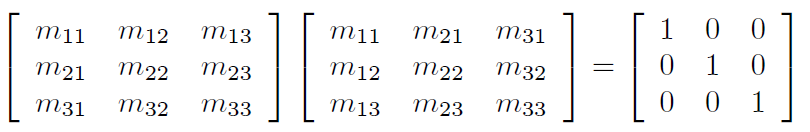 [ m₁₁ m₁₂ m₁₃ ] [ m₁₁ m₂₁ m₃₁ ]   [ 1 0 0 ]
[ m₂₁ m₂₂ m₂₃ ] [ m₁₂ m₂₂ m₃₂ ] = [ 0 1 0 ]
[ m₃₁ m₃₂ m₃₃ ] [ m₁₃ m₂₃ m₃₃ ]   [ 0 0 1 ]